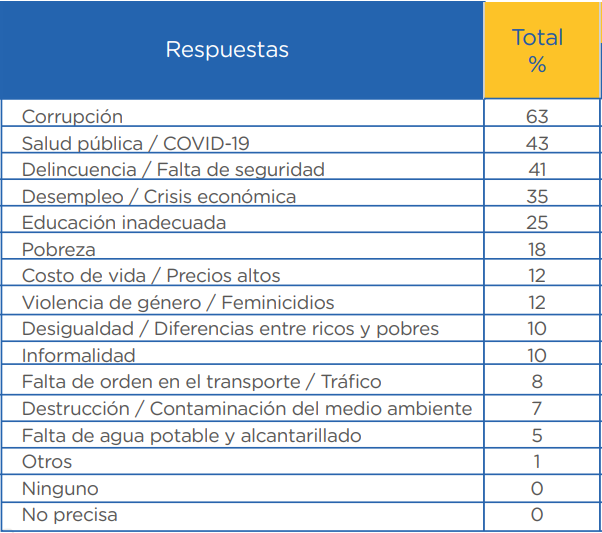 Respuestas Total
%
Corrupción 63
Salud pública / COVID-19 43
Delincuencia / Falta de seguridad 41
Desempleo / Crisis económica 35
Educación inadecuada 25
Pobreza 18
Costo de vida / Precios altos 12
Violencia de género / Feminicidios 12
Desigualdad / Diferencias entre ricos y pobres 10
Informalidad 10
Falta de orden en el transporte / Tráfico 8
Destrucción / Contaminación del medio ambiente 7
Falta de agua potable y alcantarillado 5
Otros 1
Ninguno 0
No precisa 0